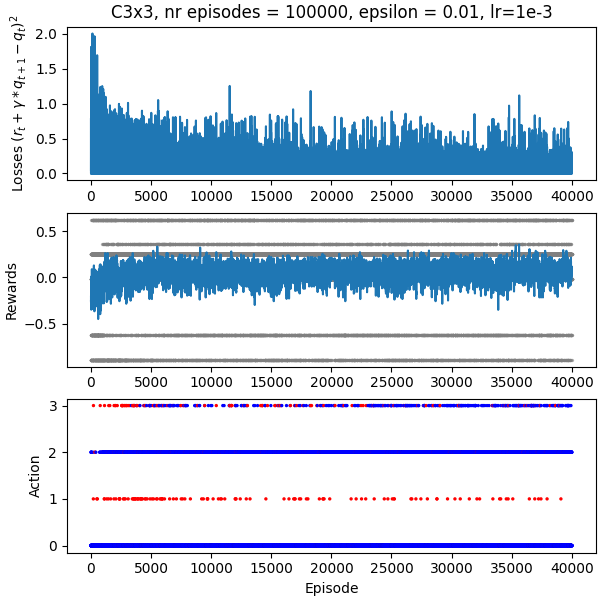 C3x3, nr episodes = 100000, epsilon = 0.01, lr=1e-3
Losses $(r_t + \gamma * q_{t+1} - q_t)^2$
2.0
1.5
1.0
0.5
0.0
0 5000 10000 15000 20000 25000 30000 35000 40000
Rewards
0.5
0.0
−0.5
0 5000 10000 15000 20000 25000 30000 35000 40000
Action
3
2
1
0
0 5000 10000 15000 20000 25000 30000 35000 40000
Episode